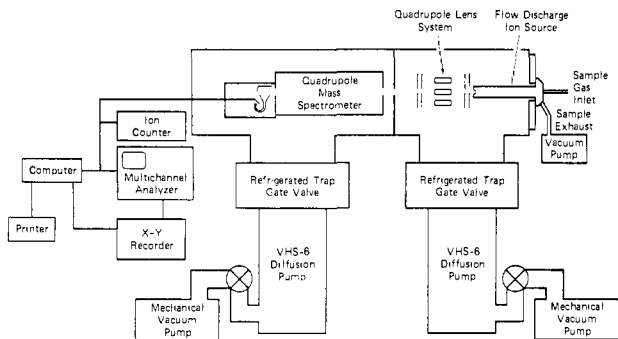 Quadrupole Lens
System
Flow Discharge
Ion Source
Quadrupole
Mass
Spectrometer
Sample
Gas
Inlet
Sample
Exhaust
Vacuum
Pump
Ion
Counter
Computer
Multichannel
Analyzer
Printer
X-Y
Recorder
Refrigerated Trap
Gate Valve
Refrigerated Trap
Gate Valve
VHS-6
Diffusion
Pump
VHS-6
Diffusion
Pump
Mechanical
Vacuum
Pump
Mechanical
Vacuum
Pump